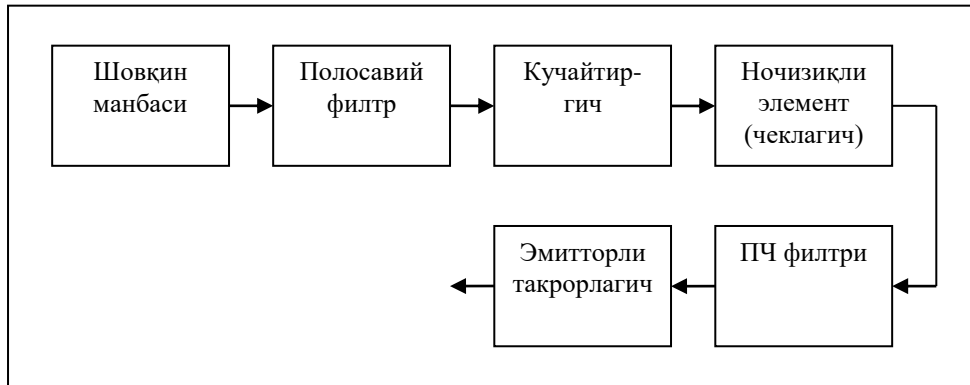 Шовқин
манбаси
Полосавий
филтр
Кучайтир-
гич
Ночизиқли
элемент
(чеклагич)
Эмитторли
такрорлагич
ПЧ филтри